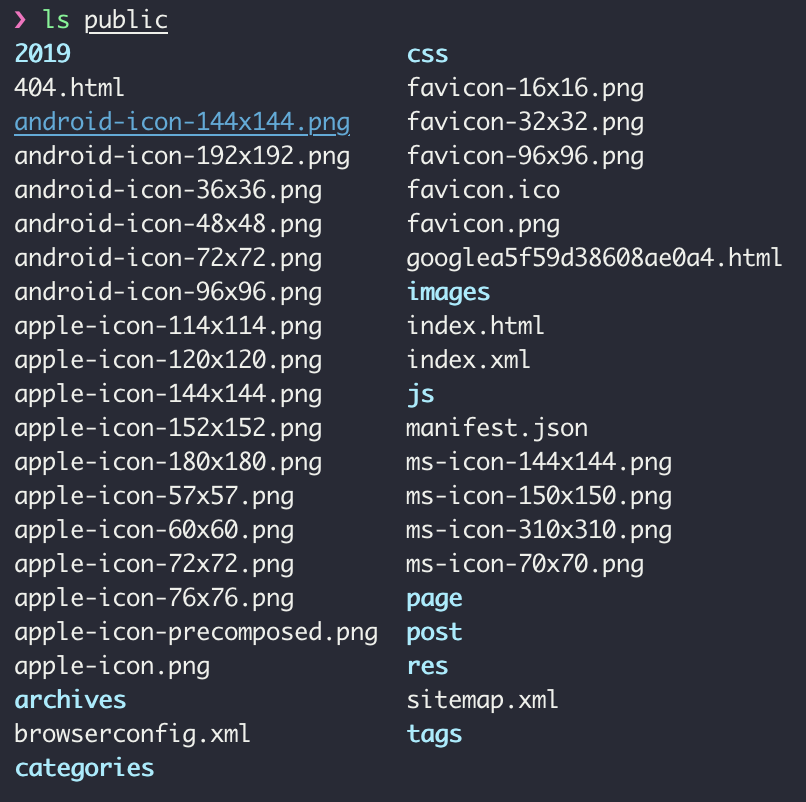 ❯ ls public
2019 css
404.html favicon-16x16.png
android-icon-144x144.png favicon-32x32.png
android-icon-192x192.png favicon-96x96.png
android-icon-36x36.png favicon.ico
android-icon-48x48.png favicon.png
android-icon-72x72.png googlea5f59d38608ae0a4.html
android-icon-96x96.png images
apple-icon-114x114.png index.html
apple-icon-120x120.png index.xml
apple-icon-144x144.png js
apple-icon-152x152.png manifest.json
apple-icon-180x180.png ms-icon-144x144.png
apple-icon-57x57.png ms-icon-150x150.png
apple-icon-60x60.png ms-icon-310x310.png
apple-icon-72x72.png ms-icon-70x70.png
apple-icon-76x76.png page
apple-icon-precomposed.png post
apple-icon.png res
archives sitemap.xml
browserconfig.xml tags
categories